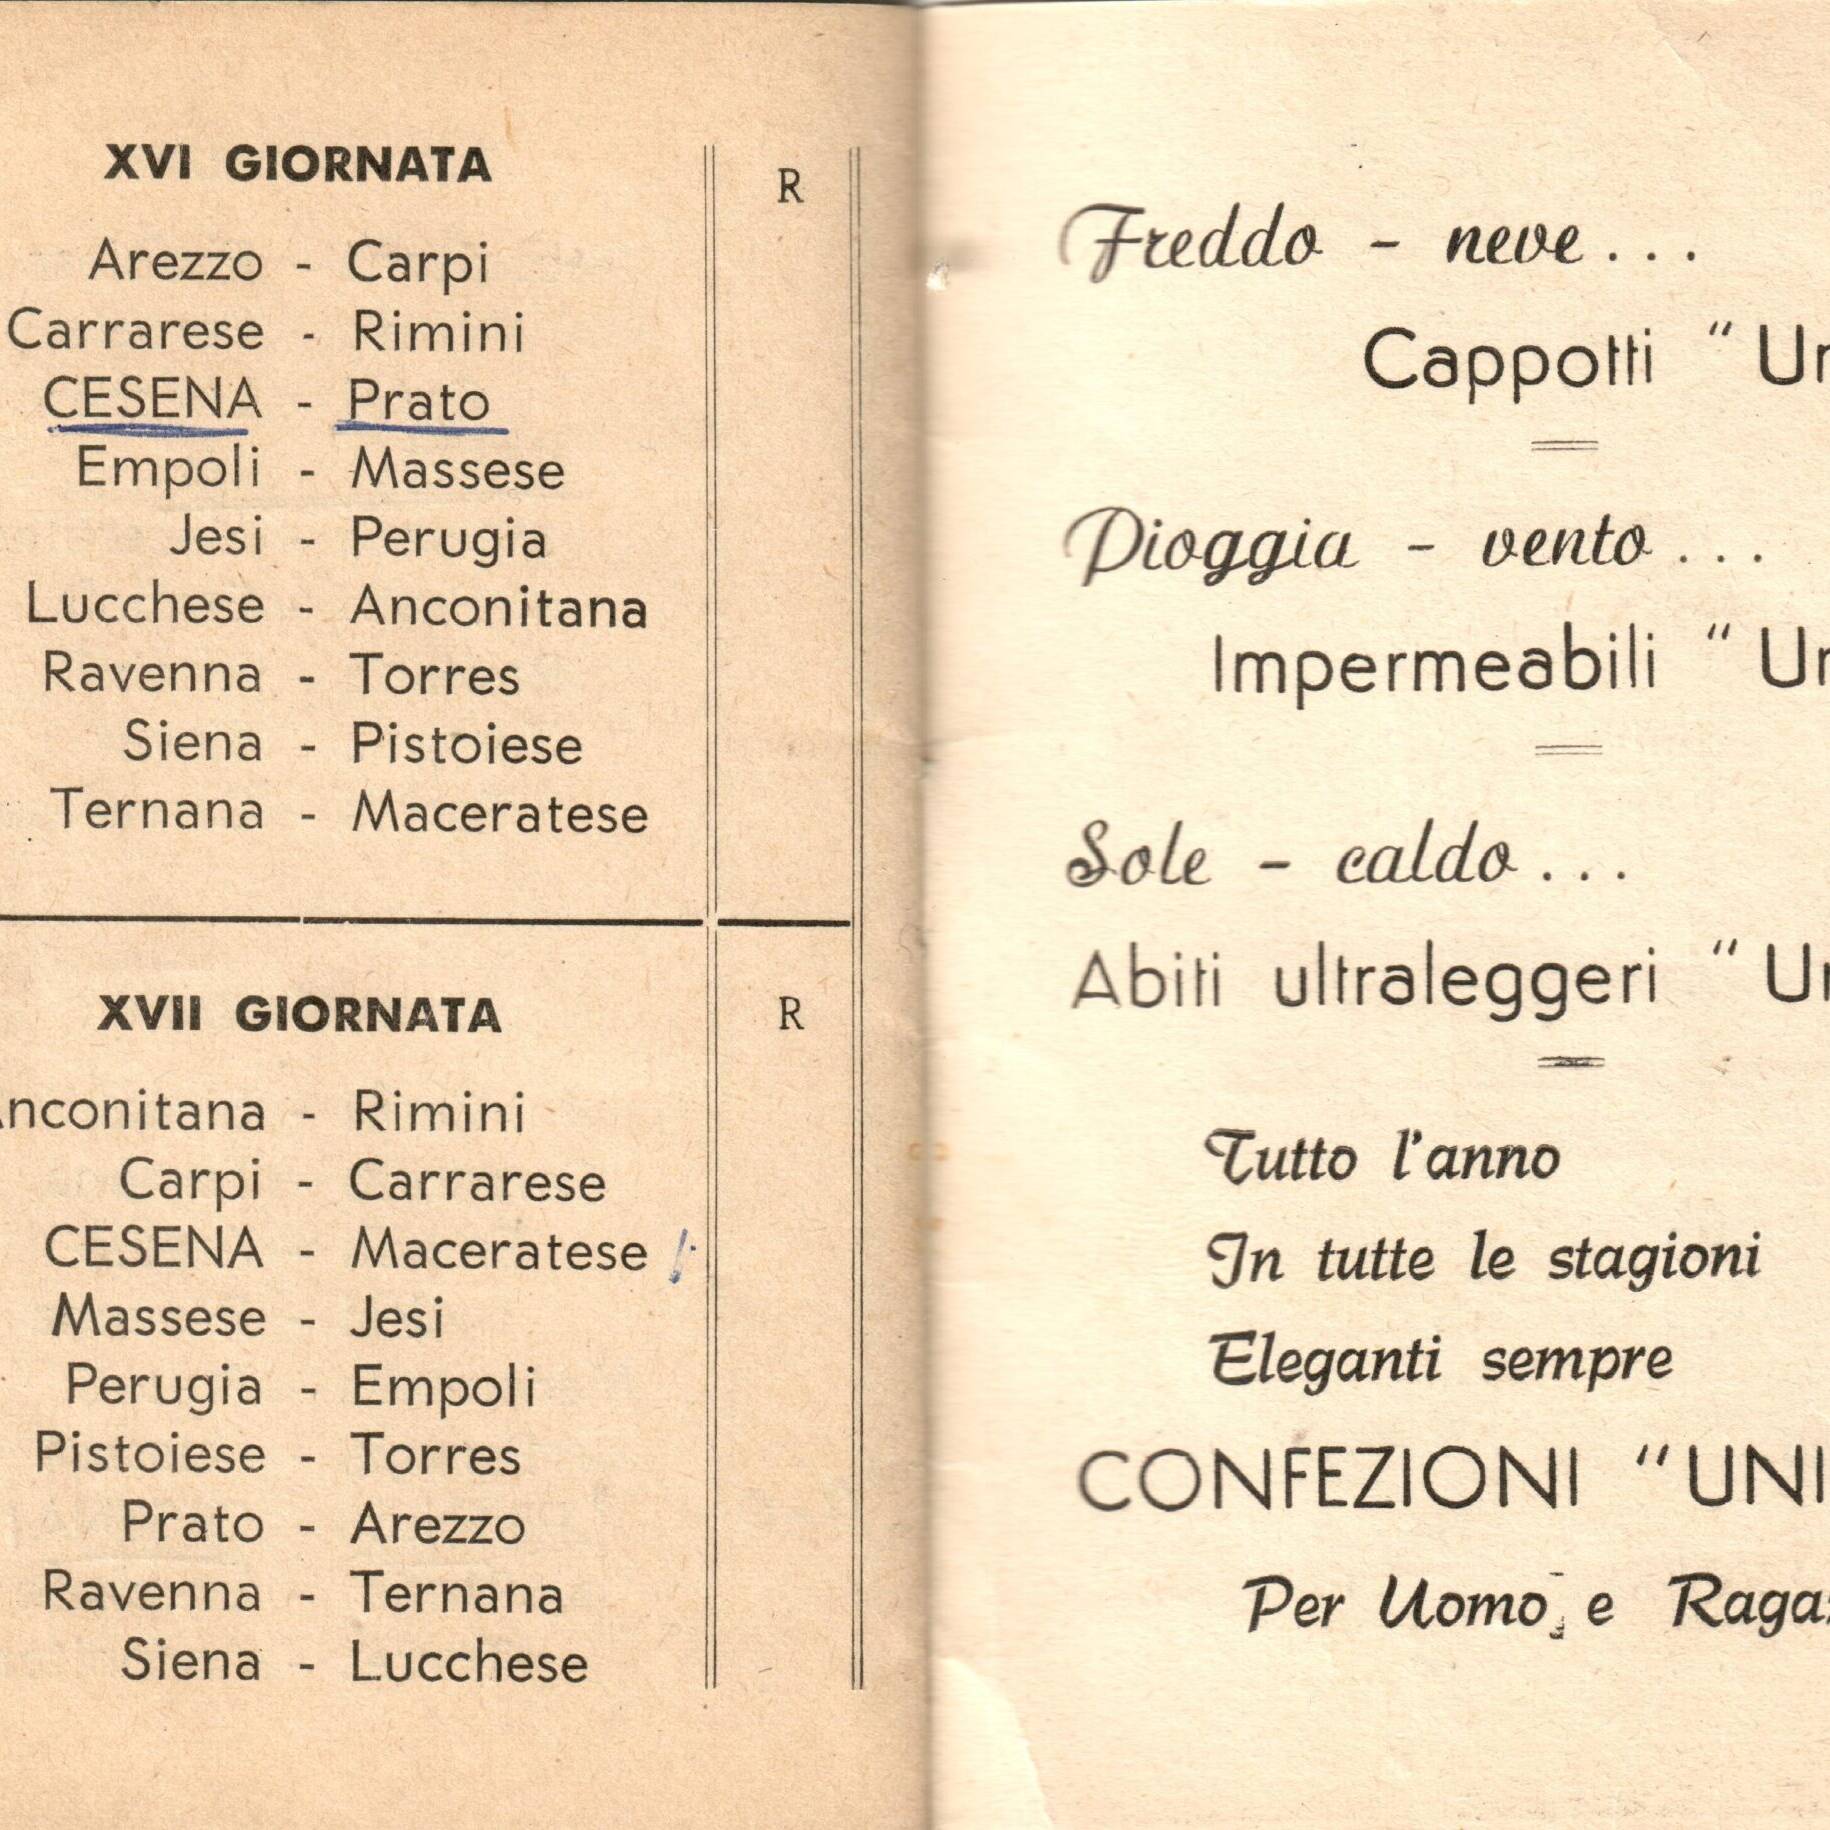 XVI GIORNATA
R
Arezzo - Carpi
Carrarese - Rimini
CESENA - Prato
Empoli - Massese
Jesi - Perugia
Lucchese - Anconitana
Ravenna - Torres
Siena - Pistoiese
Ternana - Maceratese
XVII GIORNATA
R
nconitana - Rimini
Carpi - Carrarese
CESENA - Maceratese
Massese - Jesi
Perugia - Empoli
Pistoiese - Torres
Prato - Arezzo
Ravenna - Ternana
Siena - Lucchese
Freddo - neve...
Cappotti "
Pioggia - vento...
Impermeabili "
Sole - caldo...
Abiti ultraleggeri "
Tutto l'anno
In tutte le stagioni
Eleganti sempre
CONFEZIONI "UNI
Per Uomo e